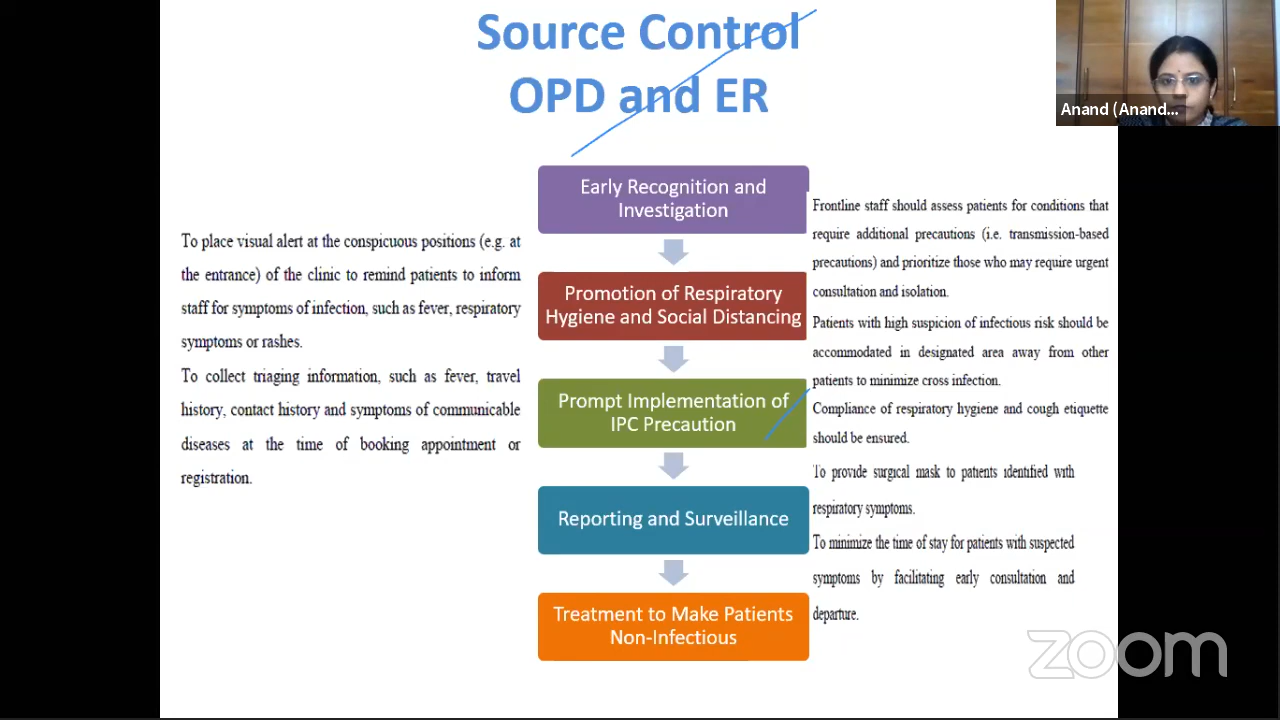 Source Control
OPD and ER
Anand (Anand...
To place visual alert at the conspicuous positions (e.g. at
the entrance) of the clinic to remind patients to inform
staff for symptoms of infection, such as fever, respiratory
symptoms or rashes.
To collect triaging information, such as fever, travel
history, contact history and symptoms of communicable
diseases at the time of booking appointment or
registration.
Early Recognition and
Investigation
Promotion of Respiratory
Hygiene and Social Distancing
Prompt Implementation of
IPC Precaution
Reporting and Surveillance
Treatment to Make Patients
Non-Infectious
Frontline staff should assess patients for conditions that
require additional precautions (i.e. transmission-based
precautions) and prioritize those who may require urgent
consultation and isolation.
Patients with high suspicion of infectious risk should be
accommodated in designated area away from other
patients to minimize cross infection.
Compliance of respiratory hygiene and cough etiquette
should be ensured.
To provide surgical mask to patients identified with
respiratory symptoms.
To minimize the time of stay for patients with suspected
symptoms by facilitating early consultation and
departure.
zoom